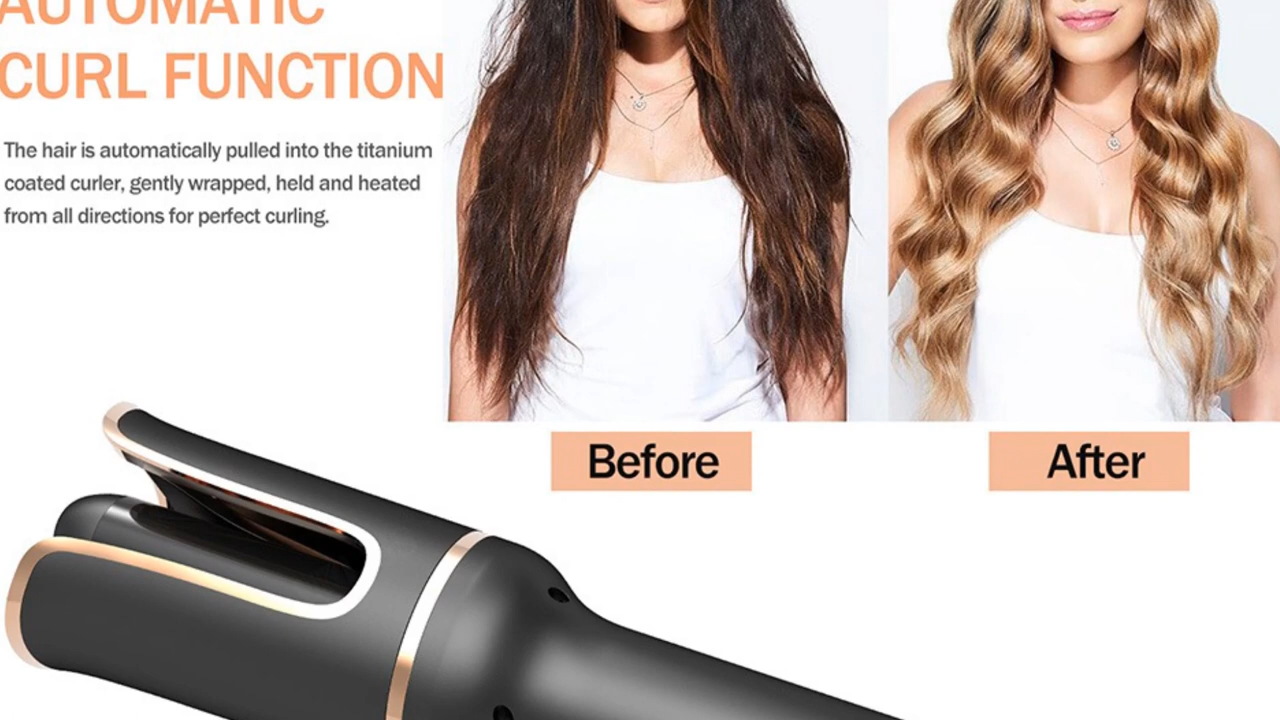 AUTOMATIC
CURL FUNCTION
The hair is automatically pulled into the titanium
coated curler, gently wrapped, held and heated
from all directions for perfect curling.
Before
After